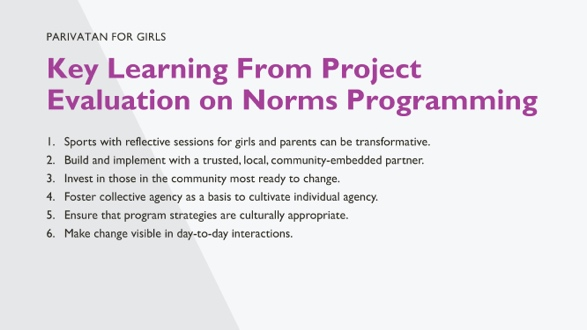 PARIVATAN FOR GIRLS
Key Learning From Project
Evaluation on Norms Programming
1. Sports with reflective sessions for girls and parents can be transformative.
2. Build and implement with a trusted, local, community-embedded partner.
3. Invest in those in the community most ready to change.
4. Foster collective agency as a basis to cultivate individual agency.
5. Ensure that program strategies are culturally appropriate.
6. Make change visible in day-to-day interactions.